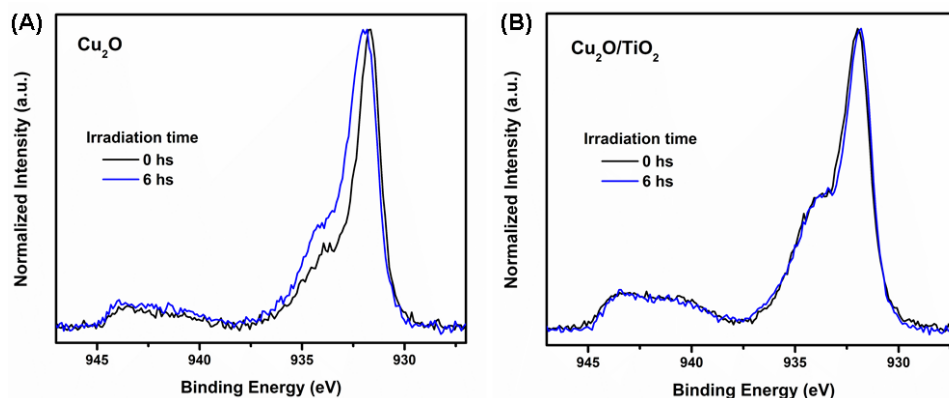 (A)
Cu₂O
Irradiation time
0 hs
6 hs
Normalized Intensity (a.u.)
945 940 935 930
Binding Energy (eV)
(B)
Cu₂O/TiO₂
Irradiation time
0 hs
6 hs
Normalized Intensity (a.u.)
945 940 935 930
Binding Energy (eV)